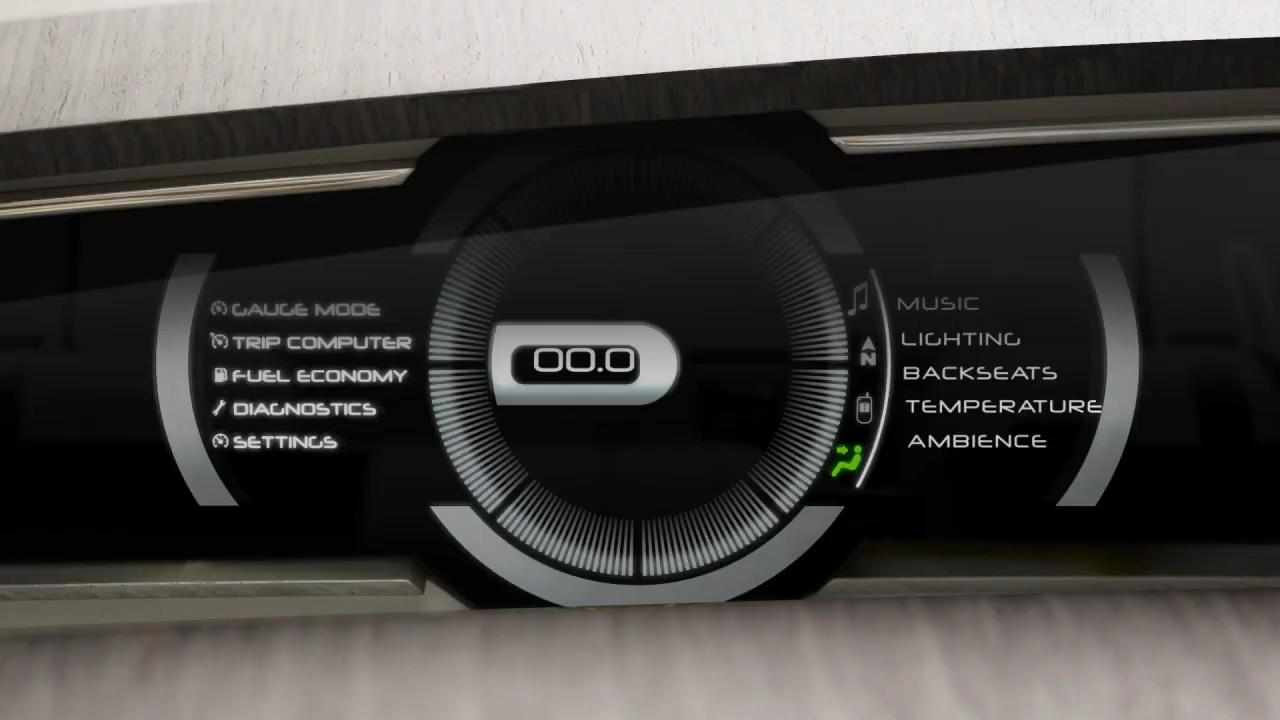 GAUGE MODE
TRIP COMPUTER
FUEL ECONOMY
DIAGNOSTICS
SETTINGS
00.0
N
MUSIC
LIGHTING
BACKSEATS
TEMPERATURE
AMBIENCE